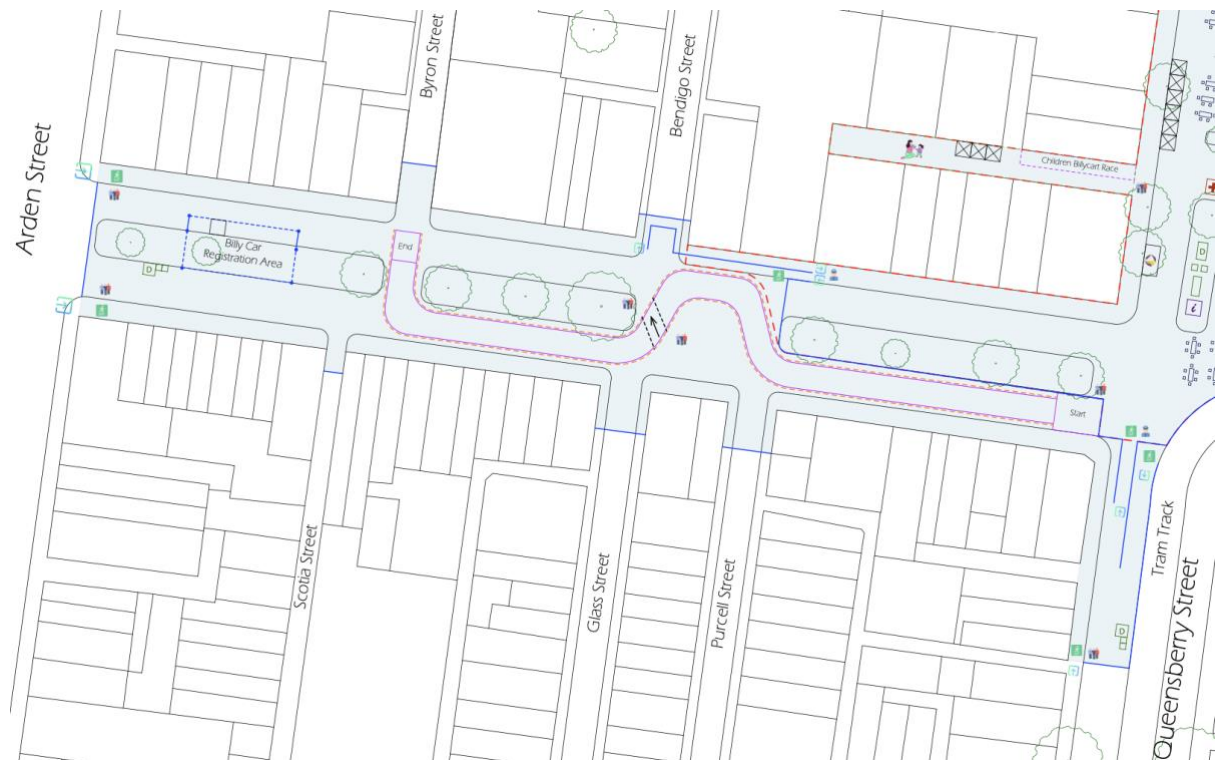 Arden Street
Byron Street
Bendigo Street
Children Billycart Race
End
Billy Car
Registration Area
D
Start
Scotia Street
Glass Street
Purcell Street
Tram Track
Queensberry Street
D
D